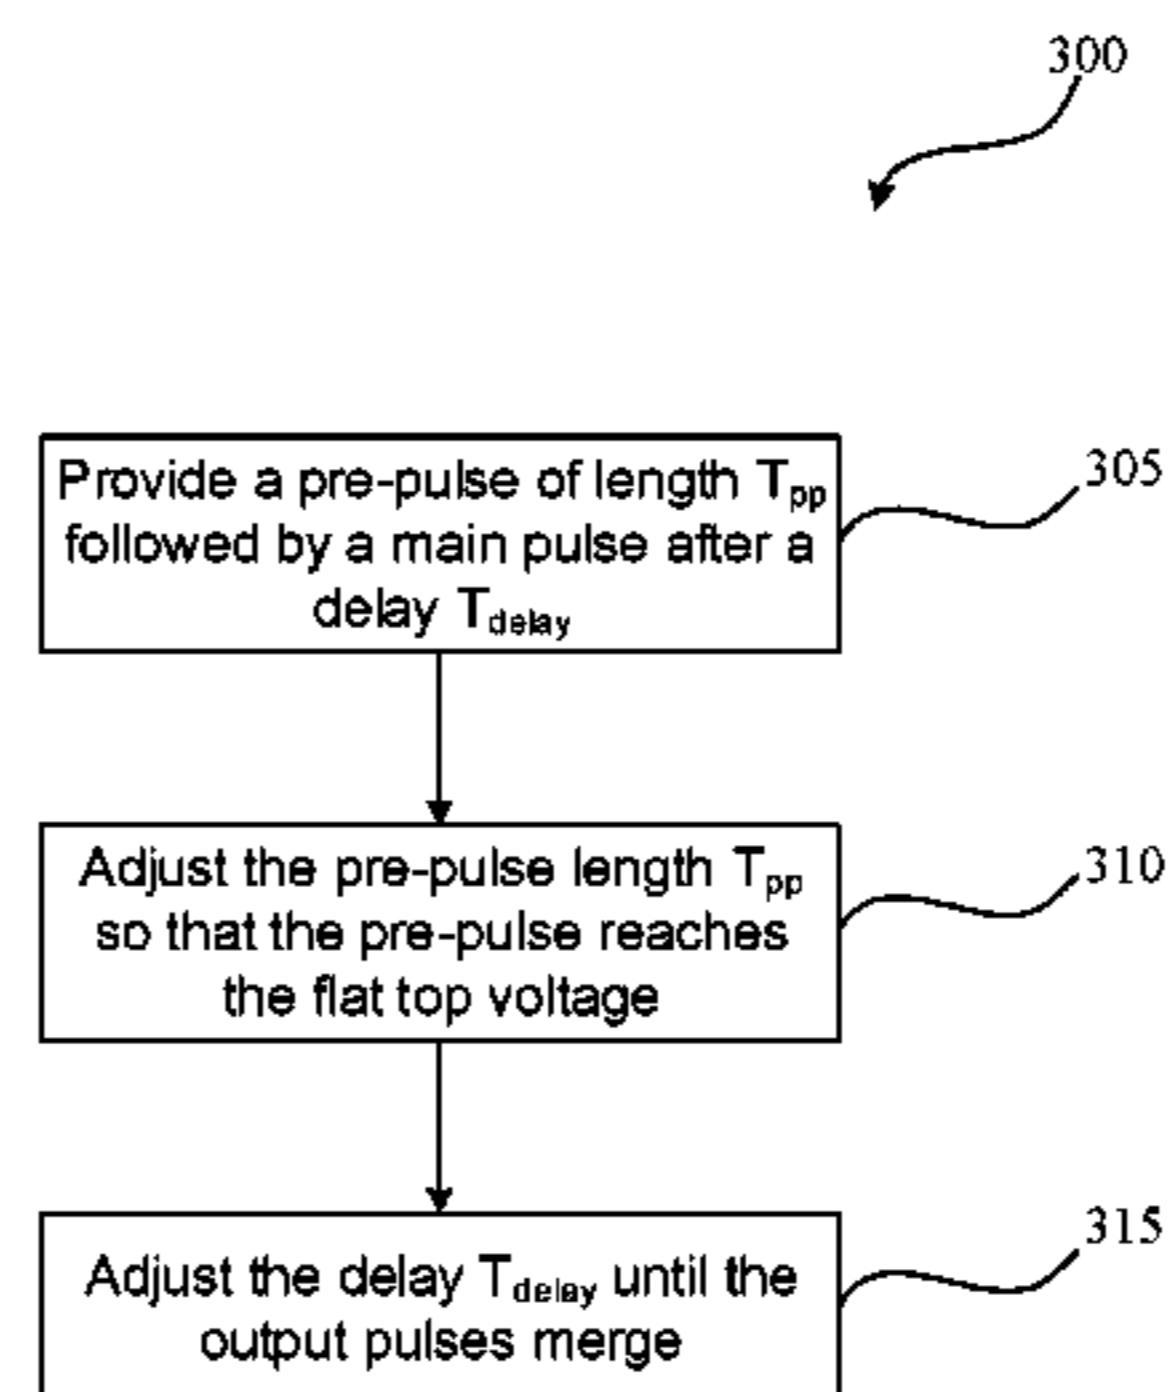 300
Provide a pre-pulse of length Tpp
305
followed by a main pulse after a
delay Tdelay
Adjust the pre-pulse length Tpp
310
so that the pre-pulse reaches
the flat top voltage
315
Adjust the delay Tdelay until the
output pulses merge